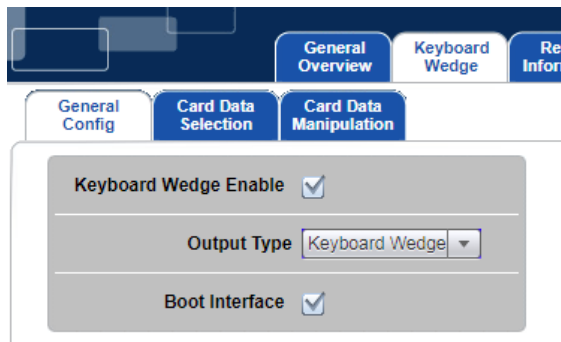 General
Overview
Keyboard
Wedge
General
Config
Card Data
Selection
Card Data
Manipulation
Keyboard Wedge Enable
Output Type Keyboard Wedge
Boot Interface